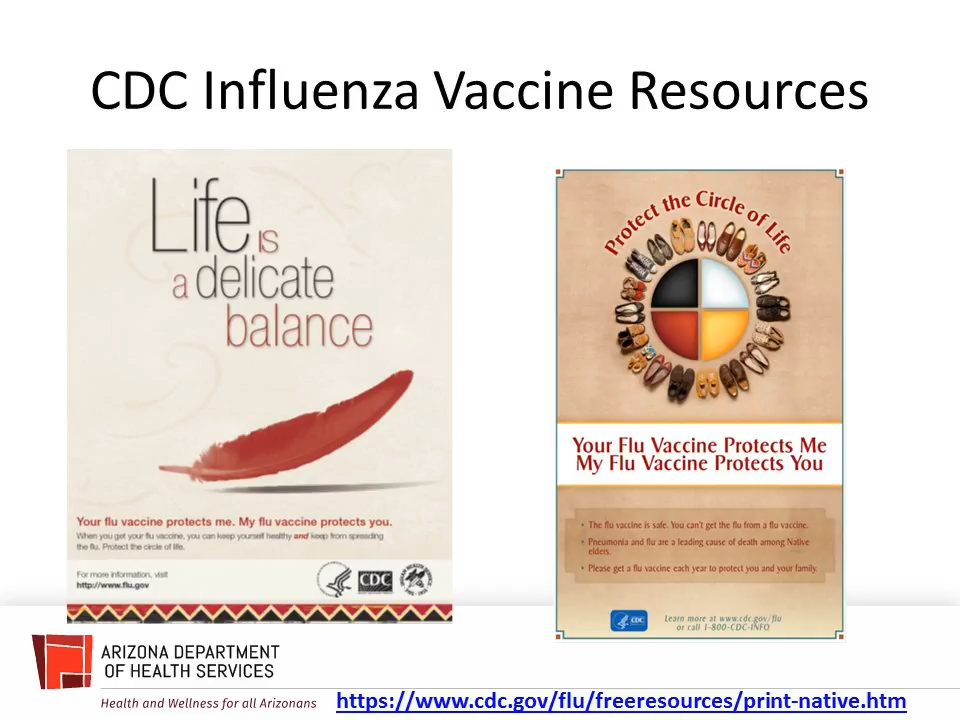 CDC Influenza Vaccine Resources
Life IS
a delicate
balance
Your flu vaccine protects me. My flu vaccine protects you.
When you get your flu vaccine, you can keep yourself healthy and keep from spreading
the flu. Protect the circle of life.
For more information, visit
http://www.flu.gov
CDC
Protect the Circle of Life
Your Flu Vaccine Protects Me
My Flu Vaccine Protects You
• The flu vaccine is safe. You can't get the flu from a flu vaccine.
• Pneumonia and flu are a leading cause of death among Native
elders.
• Please get a flu vaccine each year to protect you and your family.
CDC
Learn more at www.cdc.gov/flu
or call 1-800-CDC-INFO
ARIZONA DEPARTMENT
OF HEALTH SERVICES
Health and Wellness for all Arizonans
https://www.cdc.gov/flu/freeresources/print-native.htm